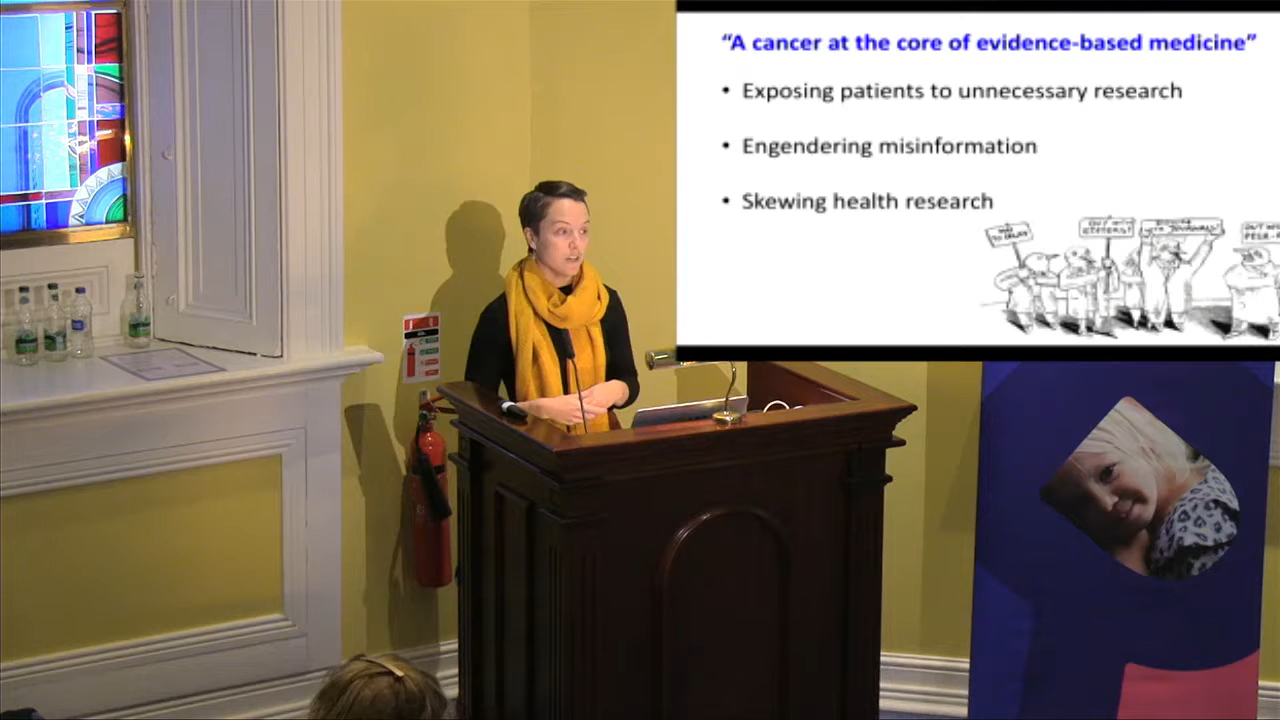 “A cancer at the core of evidence-based medicine”
• Exposing patients to unnecessary research
• Engendering misinformation
• Skewing health research